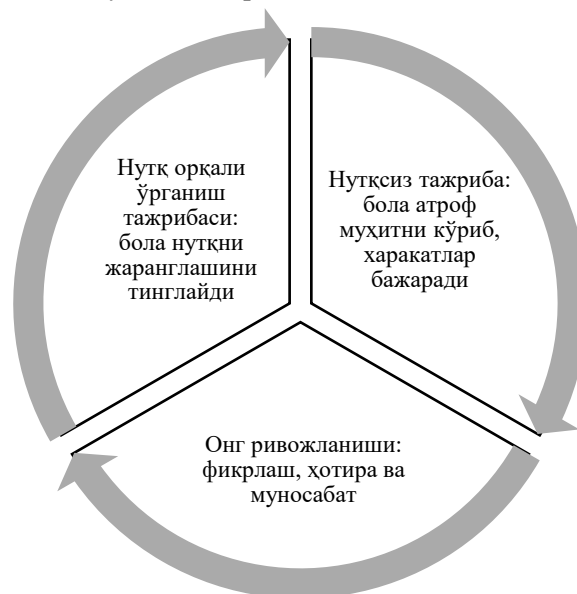 Нутқ орқали
ўрганиш
тажрибаси:
бола нутқни
жаранглашини
тинглайди
Нутқсиз тажриба:
бола атроф
муҳитни кўриб,
харакатлар
бажаради
Онг ривожланиши:
фикрлаш, ҳотира ва
муносабат